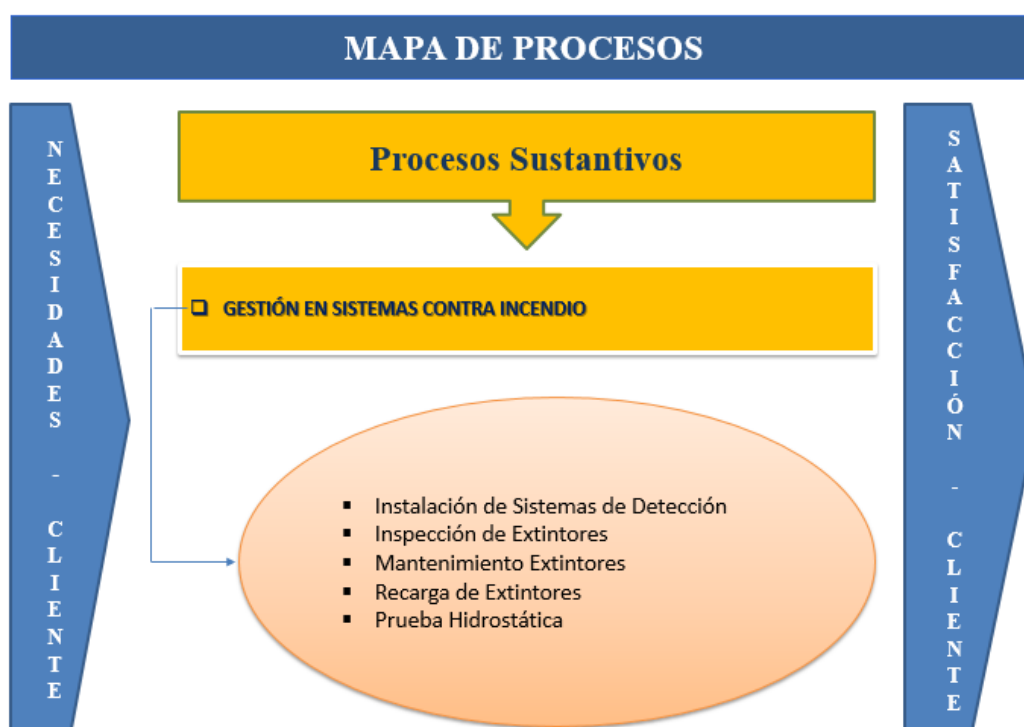 MAPA DE PROCESOS
NECESIDADES - CLIENTE
Procesos Sustantivos
GESTIÓN EN SISTEMAS CONTRA INCENDIO
Instalación de Sistemas de Detección
Inspección de Extintores
Mantenimiento Extintores
Recarga de Extintores
Prueba Hidrostática
SATISFACCIÓN - CLIENTE